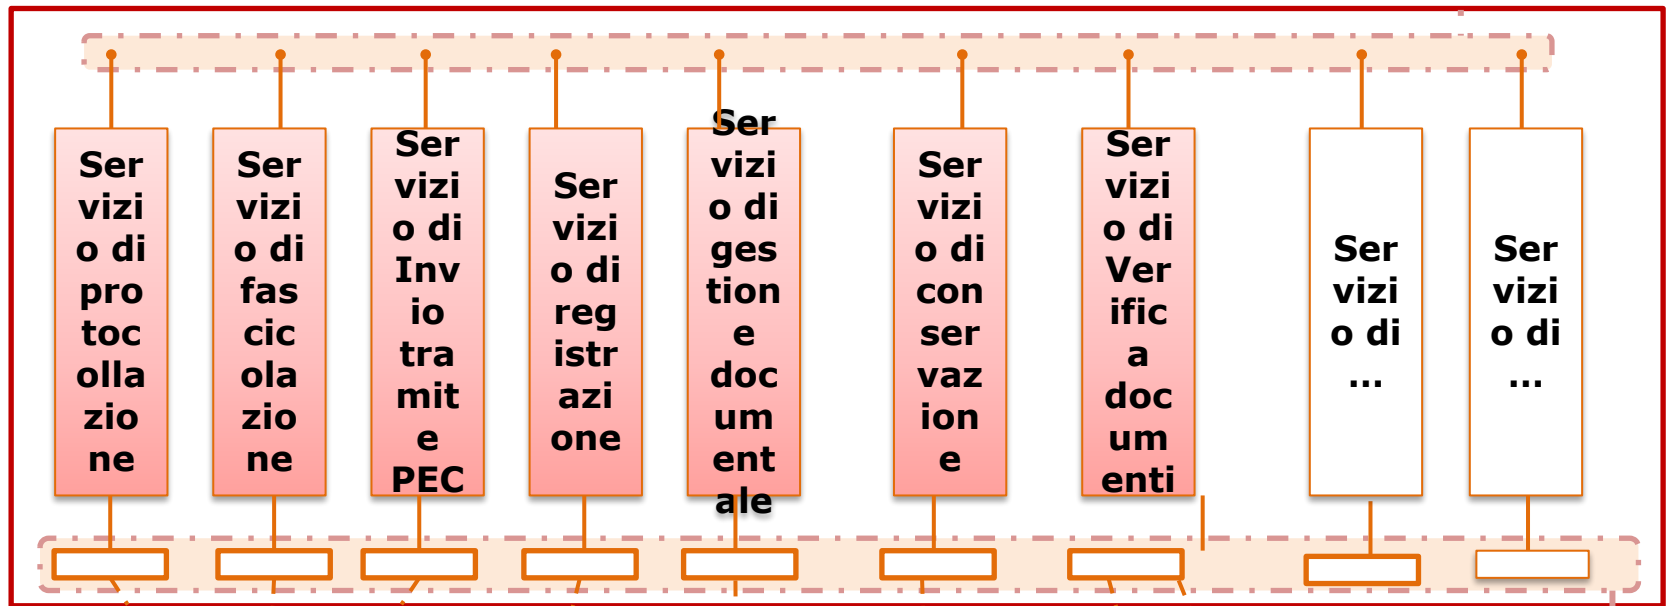 Ser
vizi
o di
pro
toc
olla
zio
ne
Ser
vizi
o di
fas
cic
ola
zio
ne
Ser
vizi
o di
Inv
io
tra
mit
e
PEC
Ser
vizi
o di
reg
istr
azi
one
Ser
vizi
o di
ges
tion
e
doc
um
ent
ale
Ser
vizi
o di
con
ser
vaz
ion
e
Ser
vizi
o di
Ver
ific
a
doc
um
enti
Ser
vizi
o di
...
Ser
vizi
o di
...